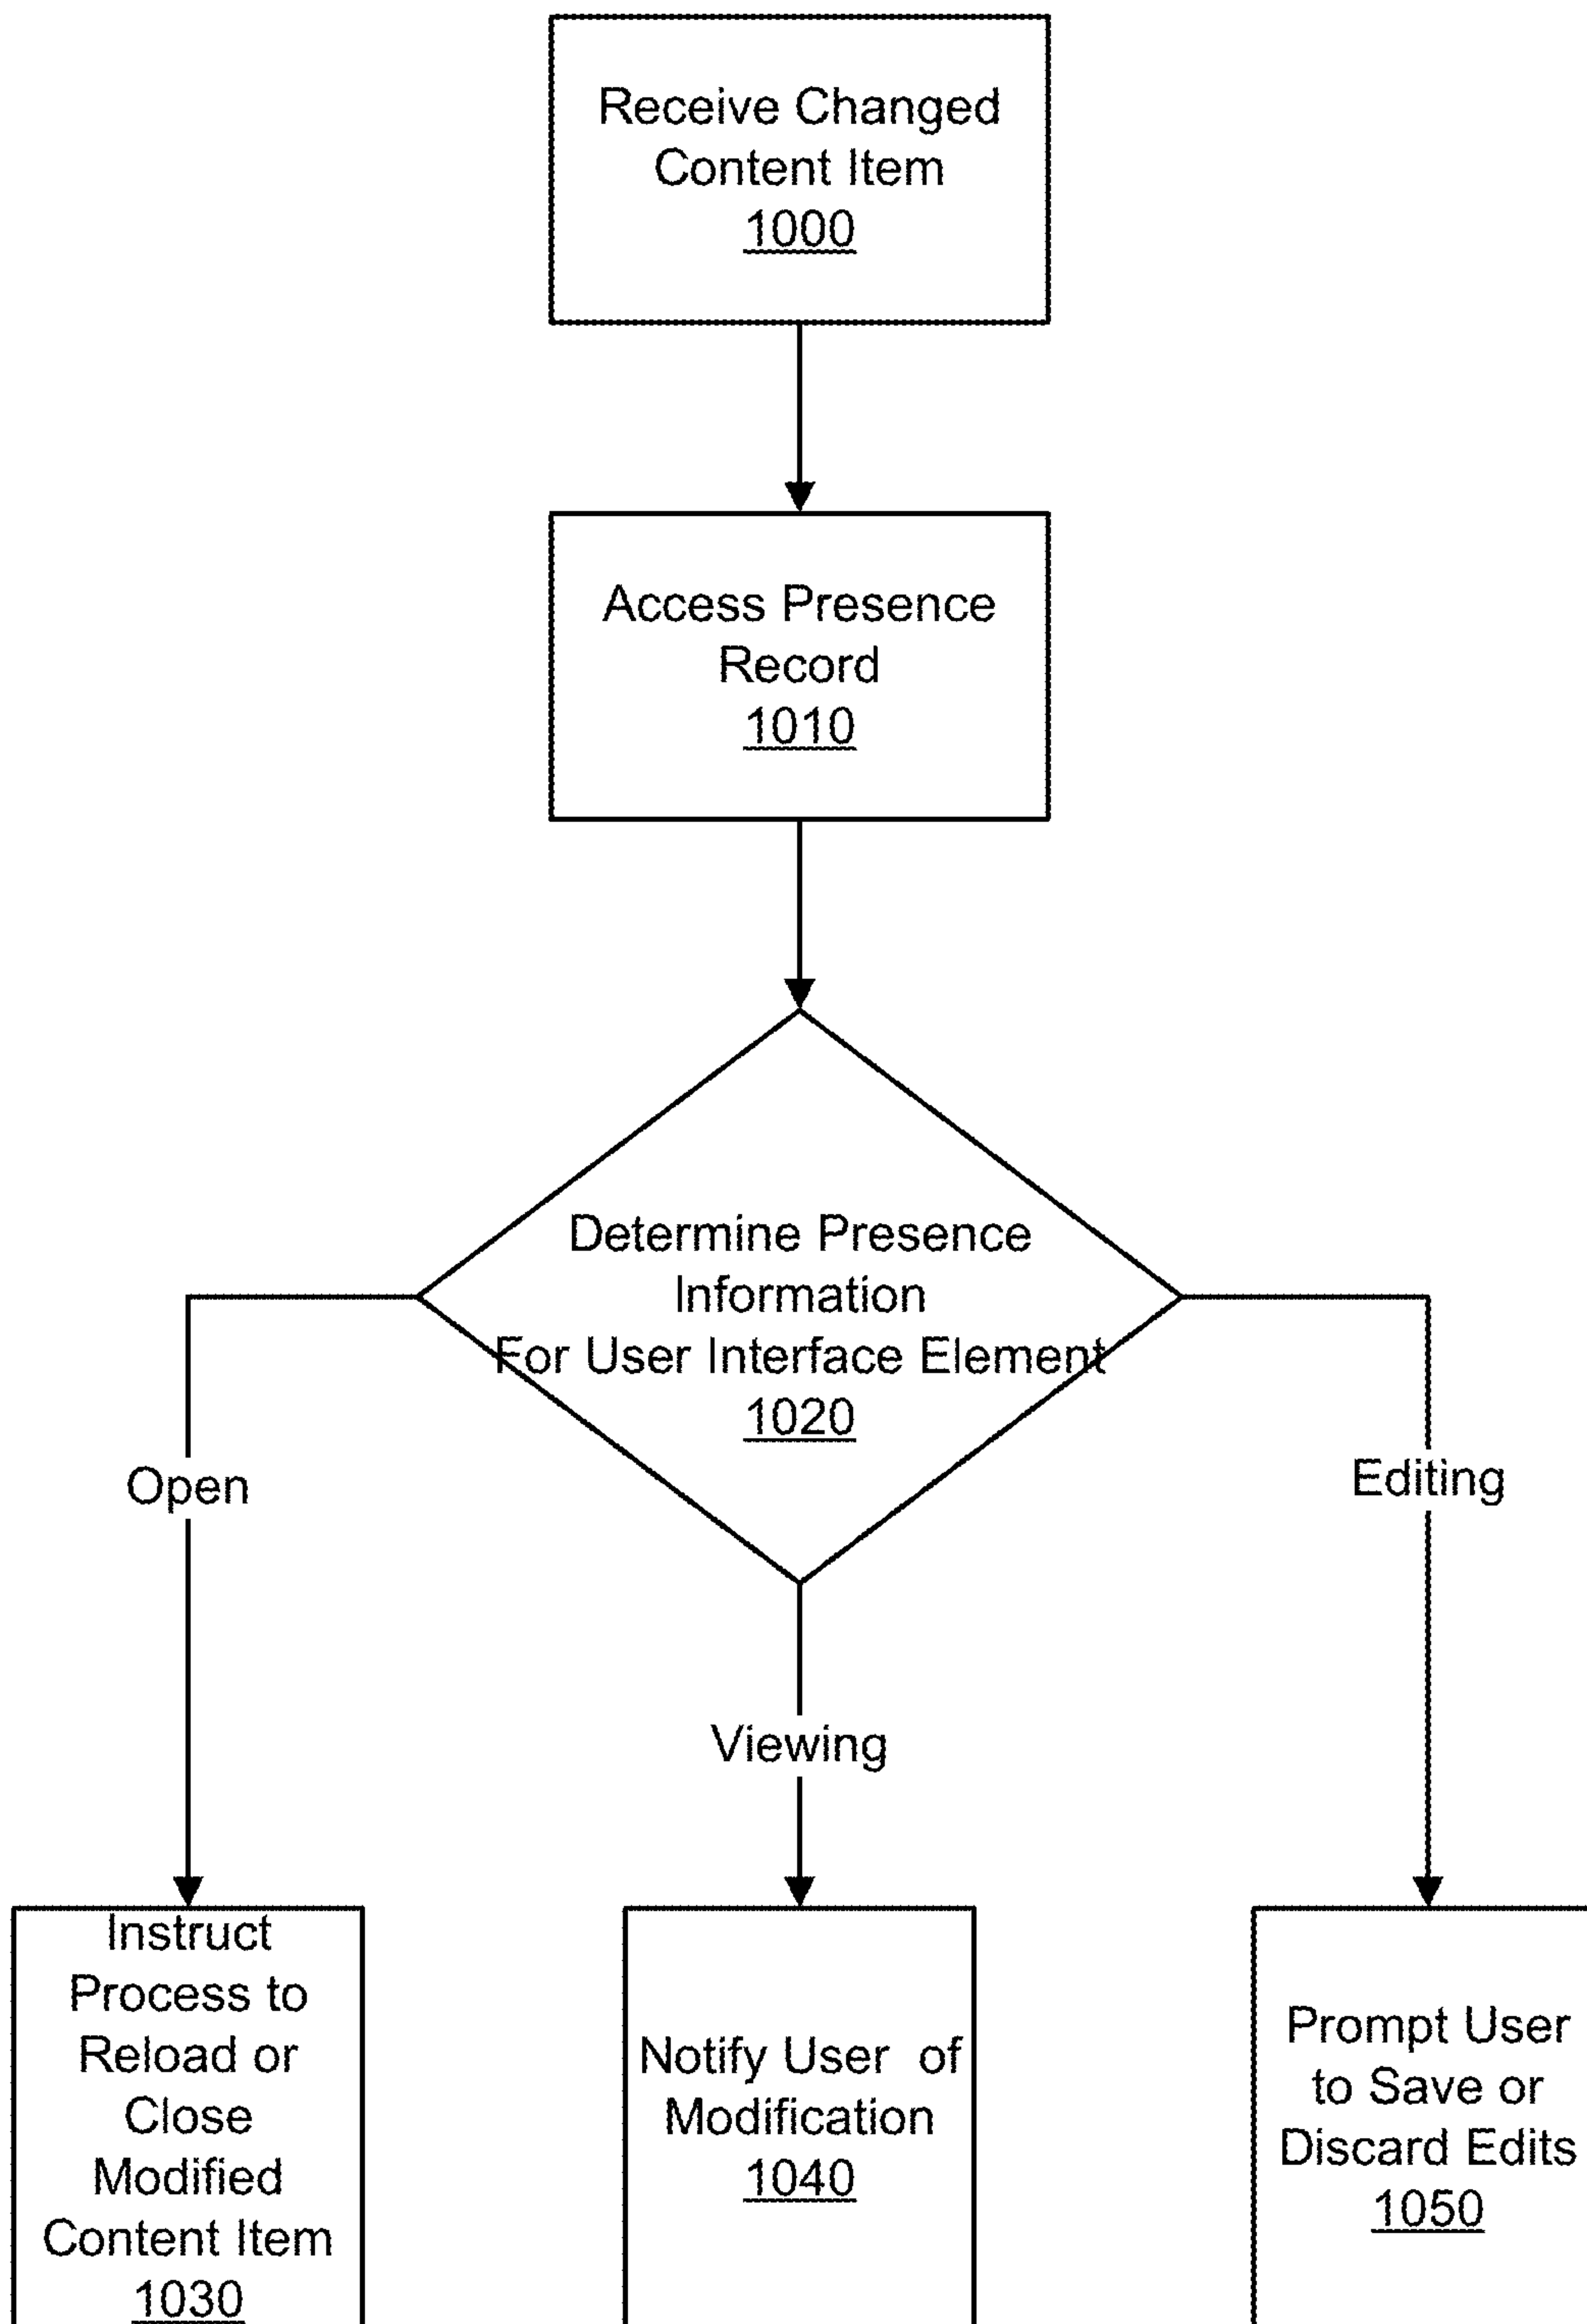 Receive Changed
Content Item
1000
Access Presence
Record
1010
Determine Presence
Information
For User Interface Element
1020
Open
Editing
Viewing
Instruct
Process to
Reload or
Close
Modified
Content Item
1030
Notify User of
Modification
1040
Prompt User
to Save or
Discard Edits
1050